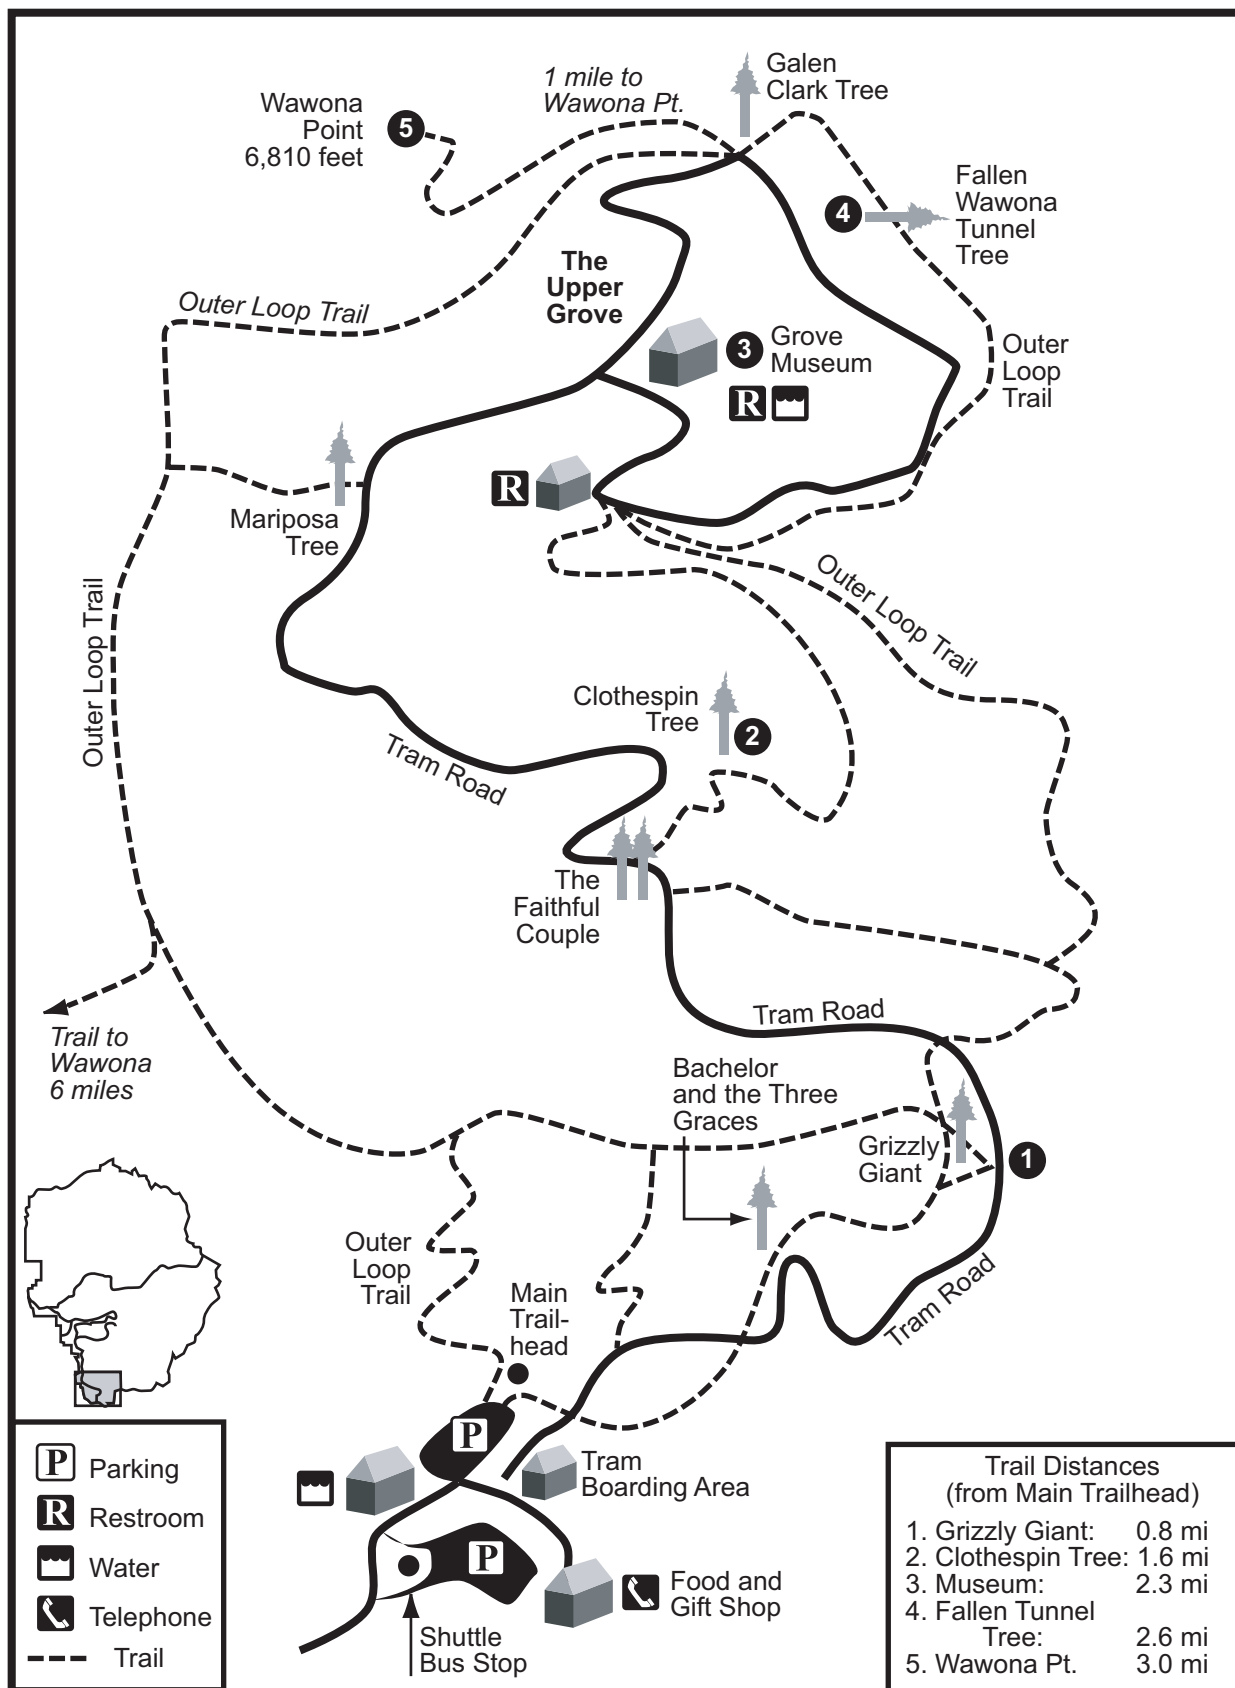 Galen
Clark Tree
1 mile to
Wawona Pt.
Wawona
Point
6,810 feet
5
4
Fallen
Wawona
Tunnel
Tree
The
Upper
Grove
Outer Loop Trail
3
Grove
Museum
R
Outer
Loop
Trail
R
Mariposa
Tree
Outer Loop Trail
Outer Loop Trail
Clothespin
Tree
2
Tram Road
The
Faithful
Couple
Tram Road
Trail to
Wawona
6 miles
Bachelor
and the Three
Graces
Grizzly
Giant
1
Outer
Loop
Trail
Main
Trail-
head
Tram Road
P
Tram
Boarding Area
P
Food and
Gift Shop
Shuttle
Bus Stop
P Parking
R Restroom
Water
Telephone
Trail
Trail Distances
(from Main Trailhead)
1. Grizzly Giant: 0.8 mi
2. Clothespin Tree: 1.6 mi
3. Museum: 2.3 mi
4. Fallen Tunnel
Tree: 2.6 mi
5. Wawona Pt. 3.0 mi